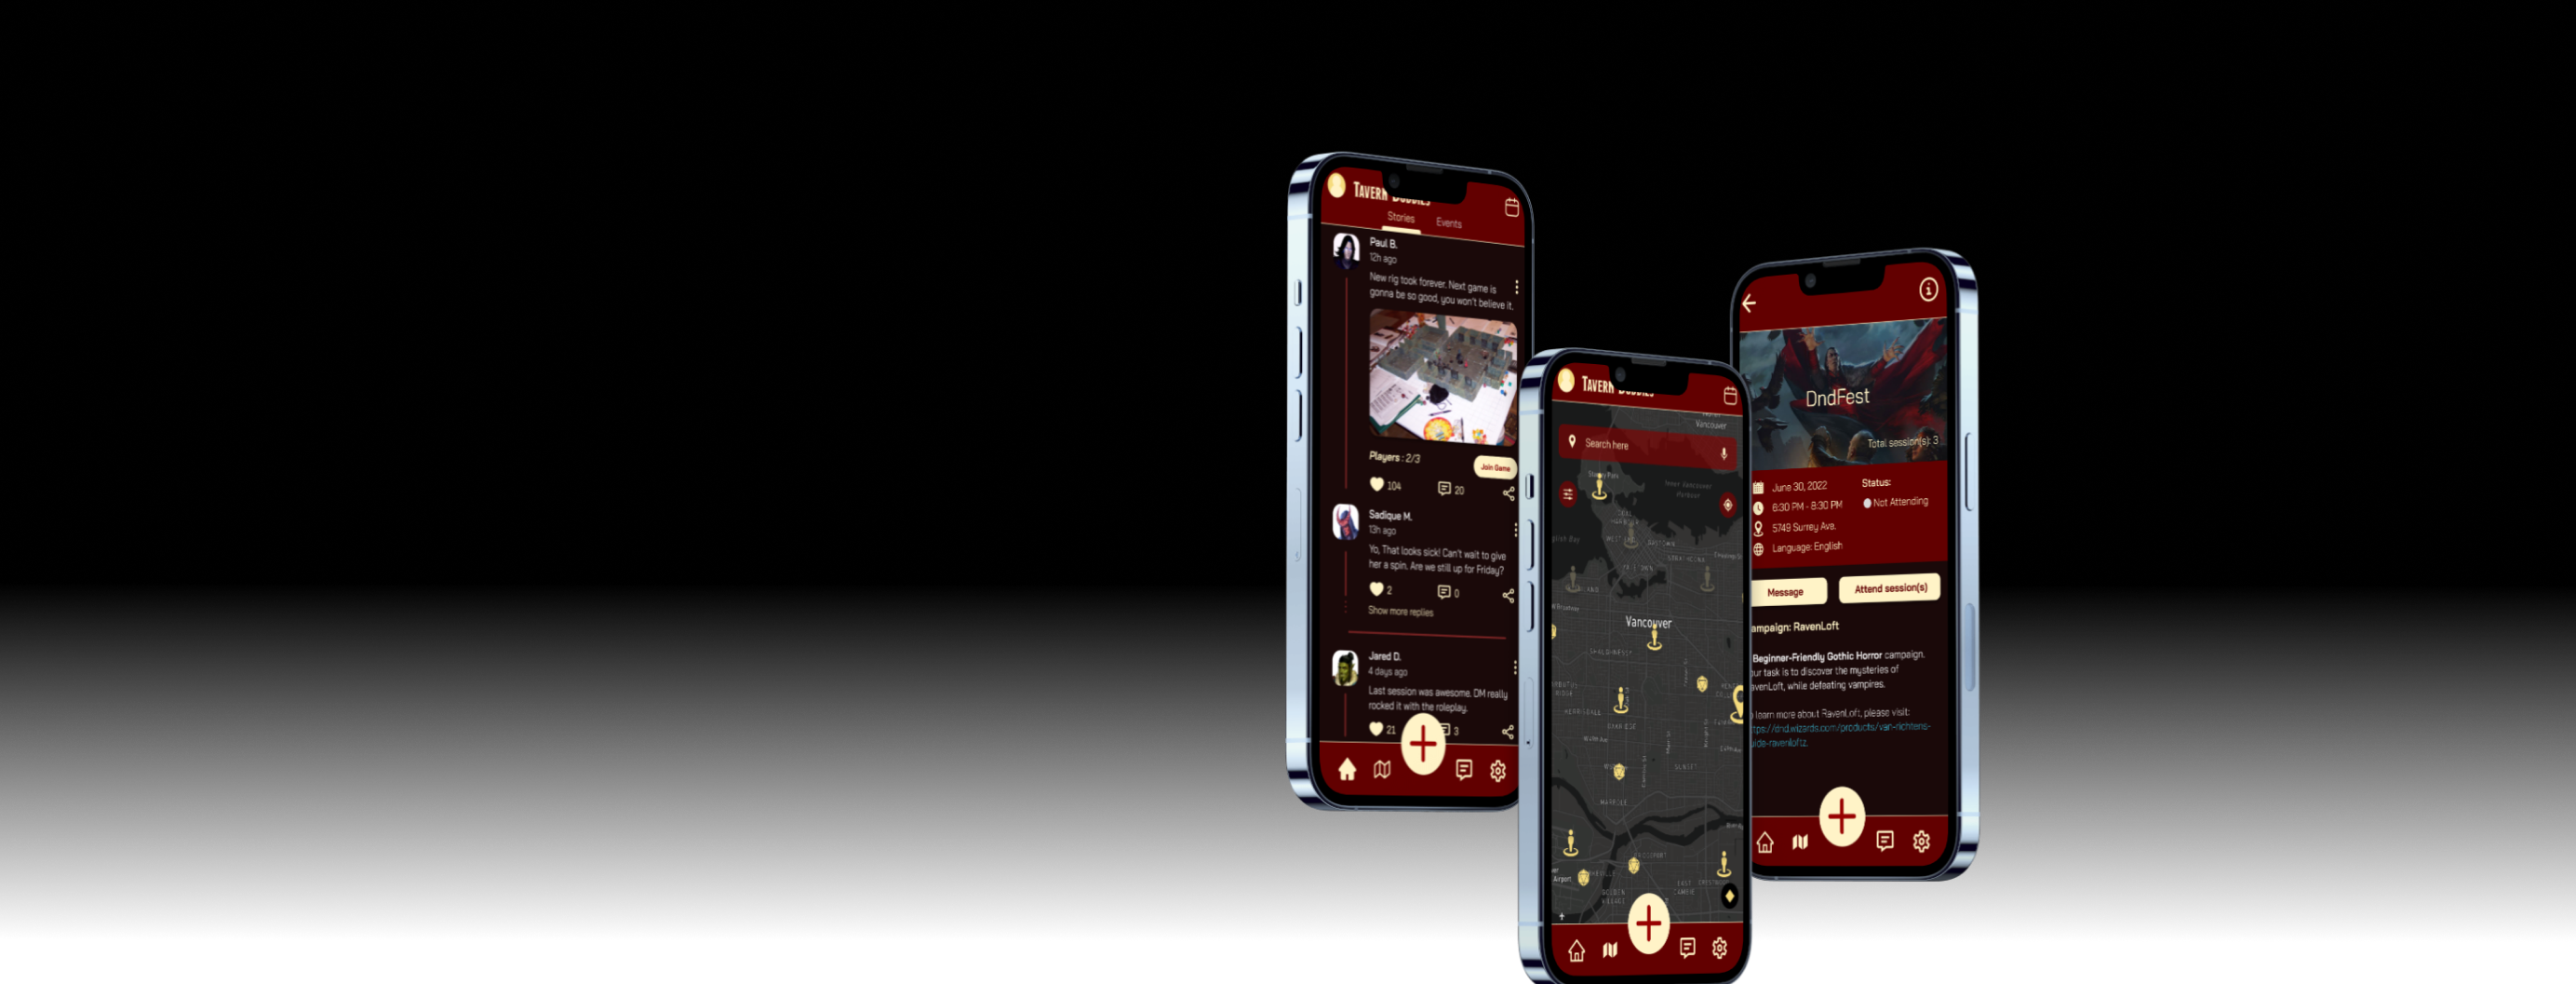 TAVERN
Stories
Events
Paul B.
12h ago
New rig took forever. Next game is
gonna be so good, you won't believe it.
Players : 2/3
Join Game
104
20
Sadique M.
13h ago
Yo, That looks sick! Can't wait to give
her a spin. Are we still up for Friday?
2
0
Show more replies
Jared D.
4 days ago
Last session was awesome. DM really
rocked it with the roleplay.
21
3
TAVERN
Vancouver
Search here
Vancouver
Airport
DndFest
Total session(s): 3
June 30, 2022
6:30 PM - 8:30 PM
5749 Surrey Ave.
Language: English
Status:
Not Attending
Message
Attend session(s)
ampaign: RavenLoft
Beginner-Friendly Gothic Horror campaign.
our task is to discover the mysteries of
avenLoft, while defeating vampires.
learn more about RavenLoft, please visit:
tps://dnd.wizards.com/products/van-richtens-
uide-ravenloftz.